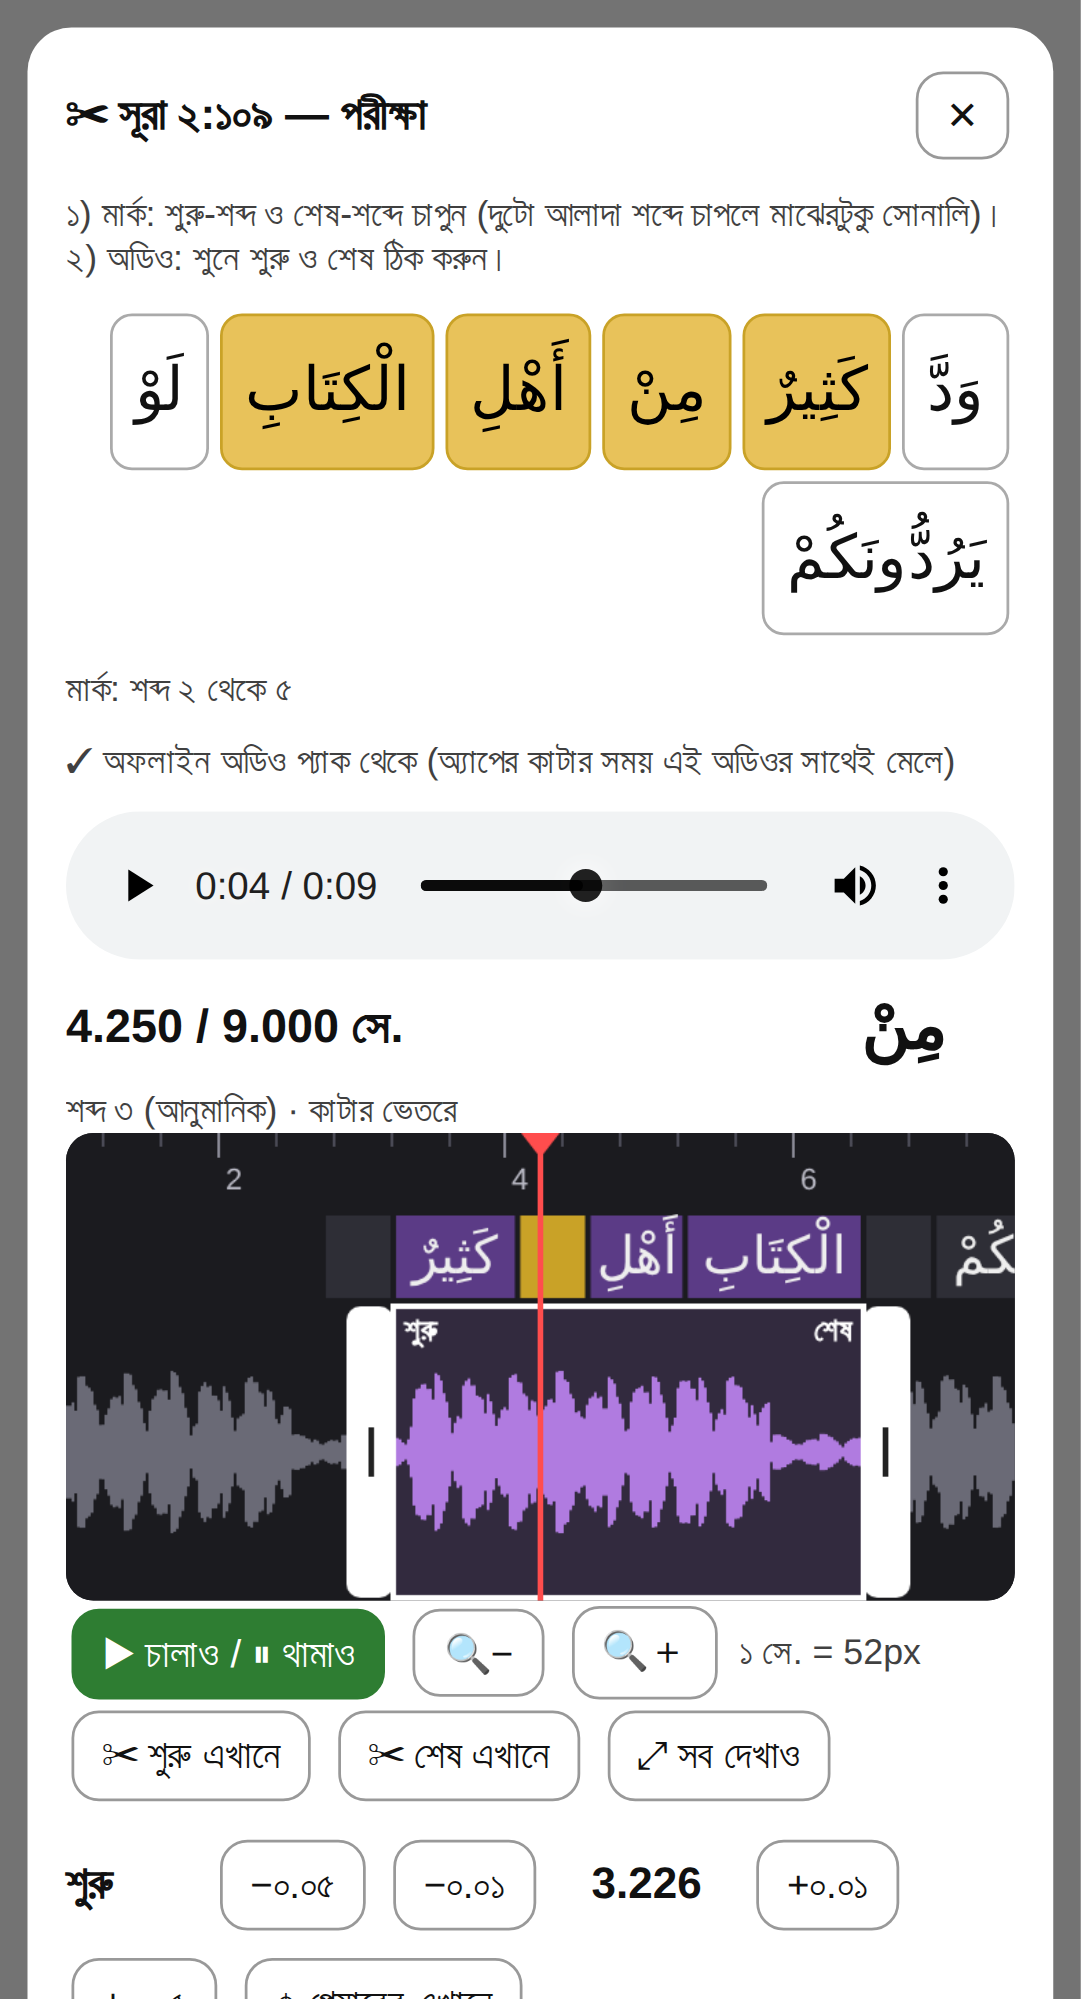 ✂ সূরা ২:১০৯ — পরীক্ষা ✕
১) মার্ক: শুরু-শব্দ ও শেষ-শব্দে চাপুন (দুটো আলাদা শব্দে চাপলে মাঝেরটুকু সোনালি)।
২) অডিও: শুনে শুরু ও শেষ ঠিক করুন।
وَدَّ كَثِيرٌ مِنْ أَهْلِ الْكِتَابِ لَوْ
يَرُدُّونَكُمْ
মার্ক: শব্দ ২ থেকে ৫
✓ অফলাইন অডিও প্যাক থেকে (অ্যাপের কাটার সময় এই অডিওর সাথেই মেলে)
0:04 / 0:09
4.250 / 9.000 সে. مِنْ
শব্দ ৩ (আনুমানিক) · কাটার ভেতরে
2 4 6
كَثِيرٌ أَهْلِ الْكِتَابِ
শুরু শেষ
▶ চালাও / ⏸ থামাও 🔍− 🔍+ ১ সে. = 52px
✂ শুরু এখানে ✂ শেষ এখানে ⤢ সব দেখাও
শুরু −০.০৫ −০.০১ 3.226 +০.০১